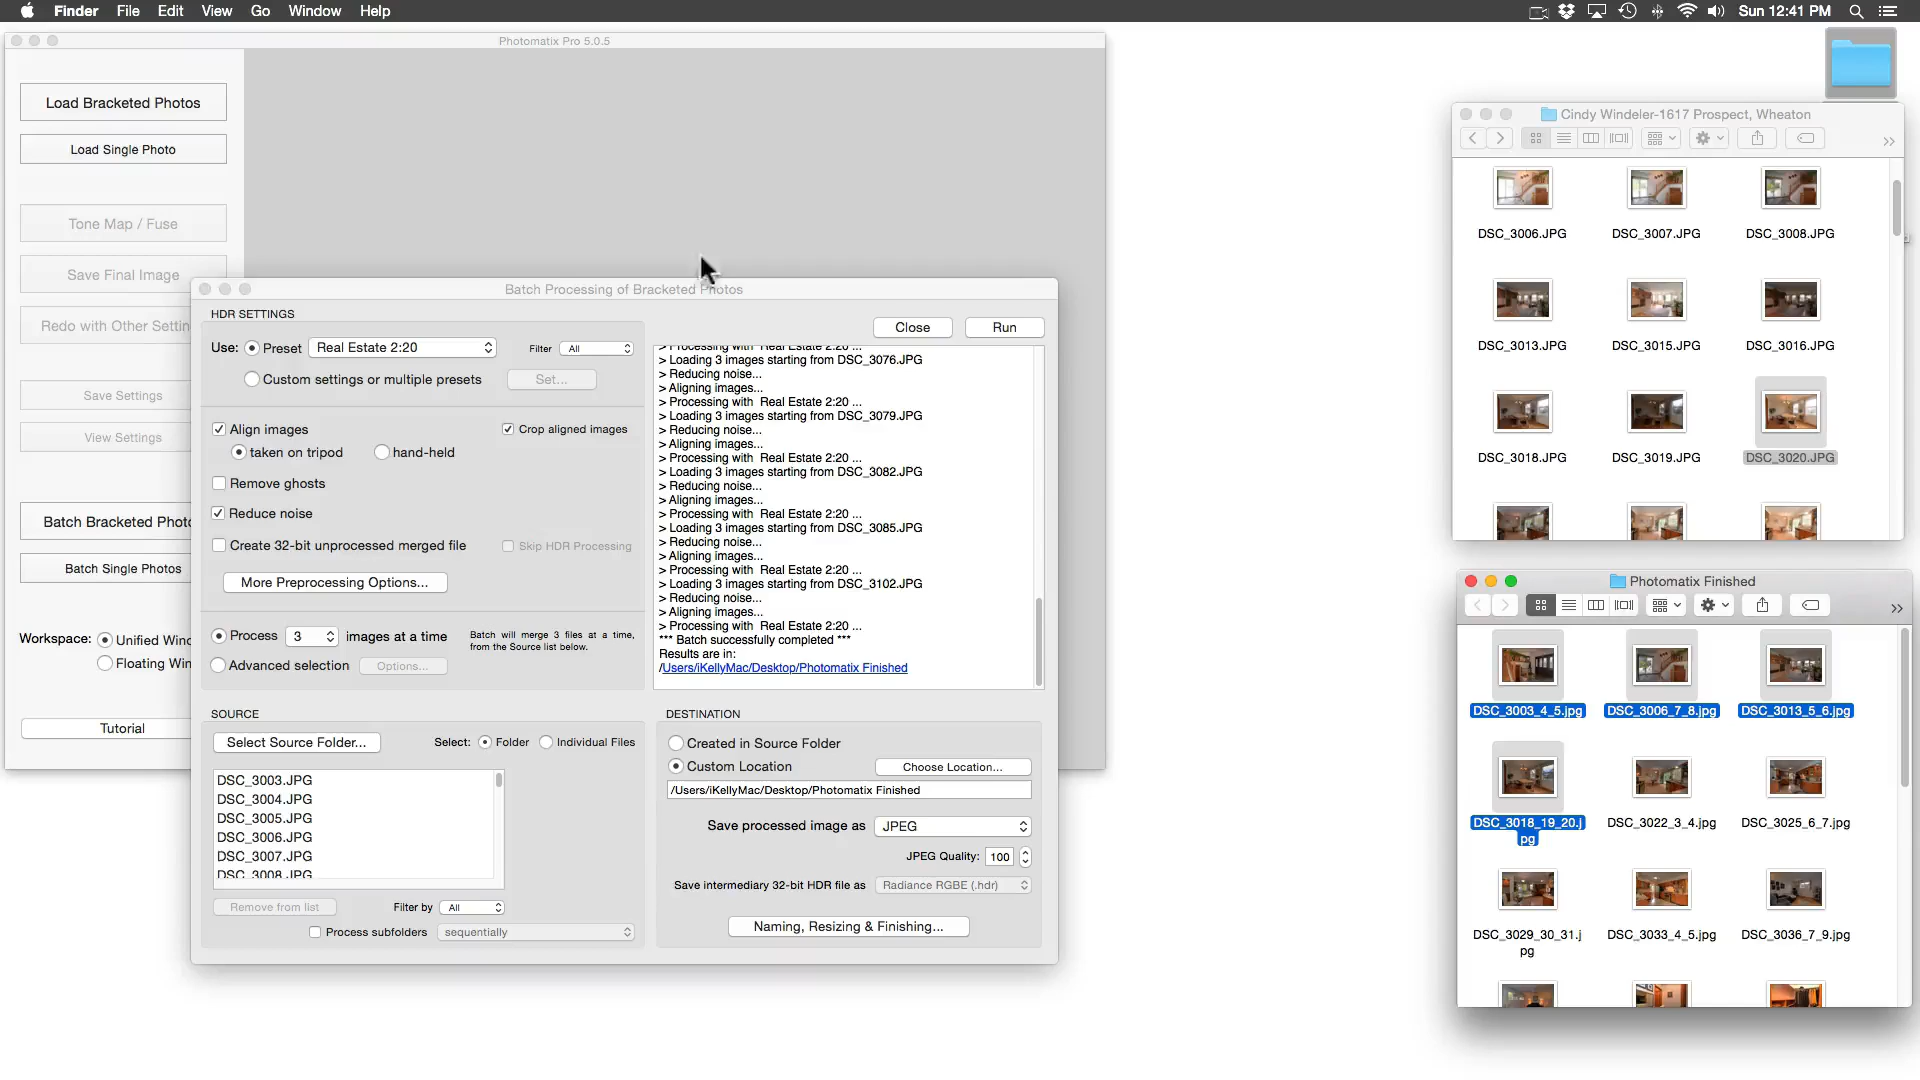 Finder File Edit View Go Window Help
Sun 12:41 PM
Photomatix Pro 5.0.5
Load Bracketed Photos
Load Single Photo
Tone Map / Fuse
Save Final Image
Redo with Other Settin
Save Settings
View Settings
Batch Bracketed Photo
Batch Single Photos
Workspace: Unified Wind
Floating Win
Tutorial
Batch Processing of Bracketed Photos
HDR SETTINGS
Use: Preset Real Estate 2:20 Filter All
Custom settings or multiple presets Set...
Align images Crop aligned images
taken on tripod hand-held
Remove ghosts
Reduce noise
Create 32-bit unprocessed merged file Skip HDR Processing
More Preprocessing Options...
Process 3 images at a time
Batch will merge 3 files at a time,
from the Source list below.
Advanced selection Options...
Close Run
> Processing with Real Estate 2:20 ...
> Loading 3 images starting from DSC_3076.JPG
> Reducing noise...
> Aligning images...
> Processing with Real Estate 2:20 ...
> Loading 3 images starting from DSC_3079.JPG
> Reducing noise...
> Aligning images...
> Processing with Real Estate 2:20 ...
> Loading 3 images starting from DSC_3082.JPG
> Reducing noise...
> Aligning images...
> Processing with Real Estate 2:20 ...
> Loading 3 images starting from DSC_3085.JPG
> Reducing noise...
> Aligning images...
> Processing with Real Estate 2:20 ...
> Loading 3 images starting from DSC_3102.JPG
> Reducing noise...
> Aligning images...
> Processing with Real Estate 2:20 ...
*** Batch successfully completed ***
Results are in:
/Users/iKellyMac/Desktop/Photomatix Finished
SOURCE
Select Source Folder... Select: Folder Individual Files
DSC_3003.JPG
DSC_3004.JPG
DSC_3005.JPG
DSC_3006.JPG
DSC_3007.JPG
DSC_3008.JPG
Remove from list Filter by All
Process subfolders sequentially
DESTINATION
Created in Source Folder
Custom Location Choose Location...
/Users/iKellyMac/Desktop/Photomatix Finished
Save processed image as JPEG
JPEG Quality: 100
Save intermediary 32-bit HDR file as Radiance RGBE (.hdr)
Naming, Resizing & Finishing...
Cindy Windeler-1617 Prospect, Wheaton
DSC_3006.JPG DSC_3007.JPG DSC_3008.JPG
DSC_3013.JPG DSC_3015.JPG DSC_3016.JPG
DSC_3018.JPG DSC_3019.JPG DSC_3020.JPG
Photomatix Finished
DSC_3003_4_5.jpg DSC_3006_7_8.jpg DSC_3013_5_6.jpg
DSC_3018_19_20.j DSC_3022_3_4.jpg DSC_3025_6_7.jpg
pg
DSC_3029_30_31.j DSC_3033_4_5.jpg DSC_3036_7_9.jpg
pg